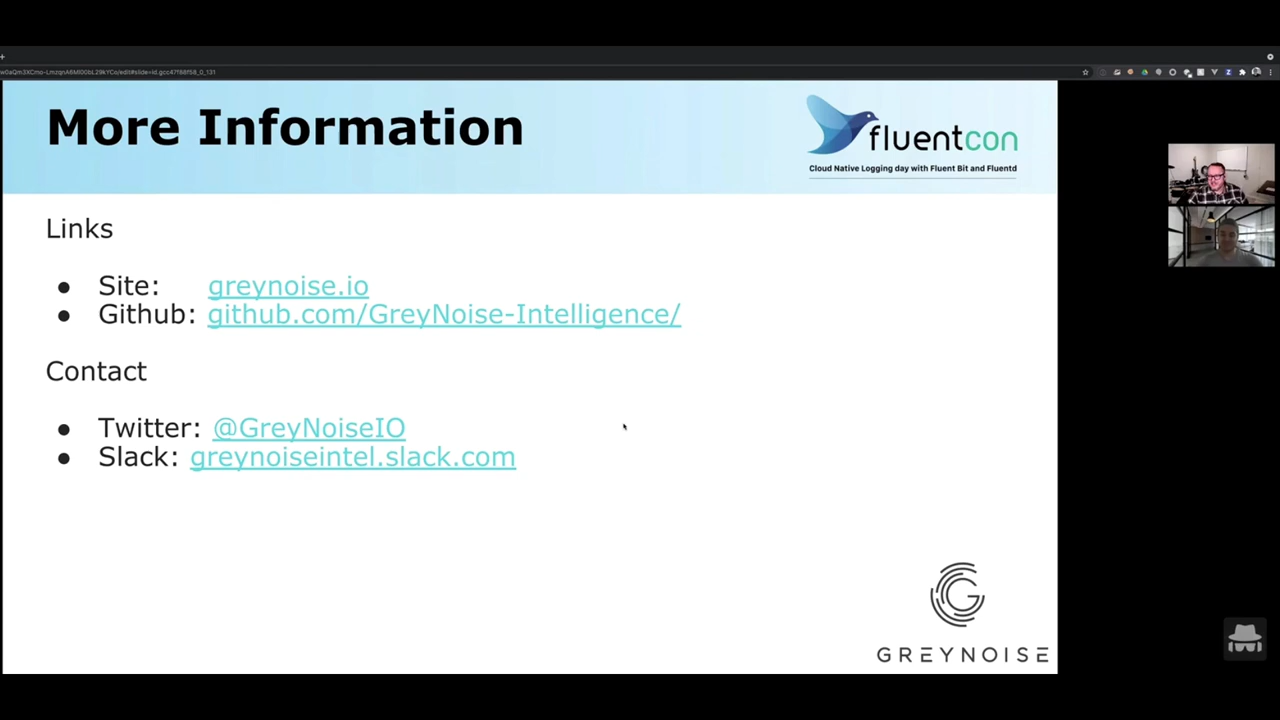 More Information
fluentcon
Cloud Native Logging day with Fluent Bit and Fluentd
Links
● Site: greynoise.io
● Github: github.com/GreyNoise-Intelligence/
Contact
● Twitter: @GreyNoiseIO
● Slack: greynoiseintel.slack.com
GREYNOISE